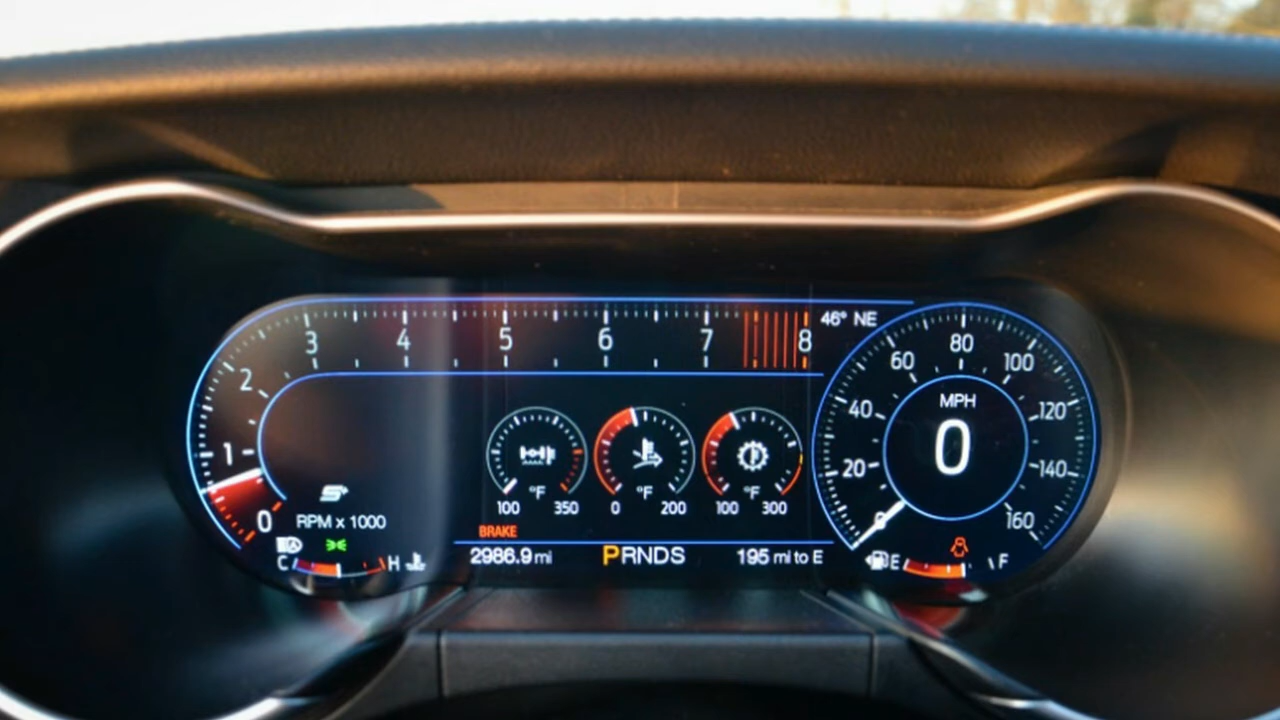 3 4 5 6 7 8
2
1
0
RPM x 1000
C H
46° NE
°F
100 350
°F
0 200
°F
100 300
BRAKE
2986.9 mi
PRNDS
195 mi to E
0 20 40 60 80 100 120 140 160
MPH
0
E F